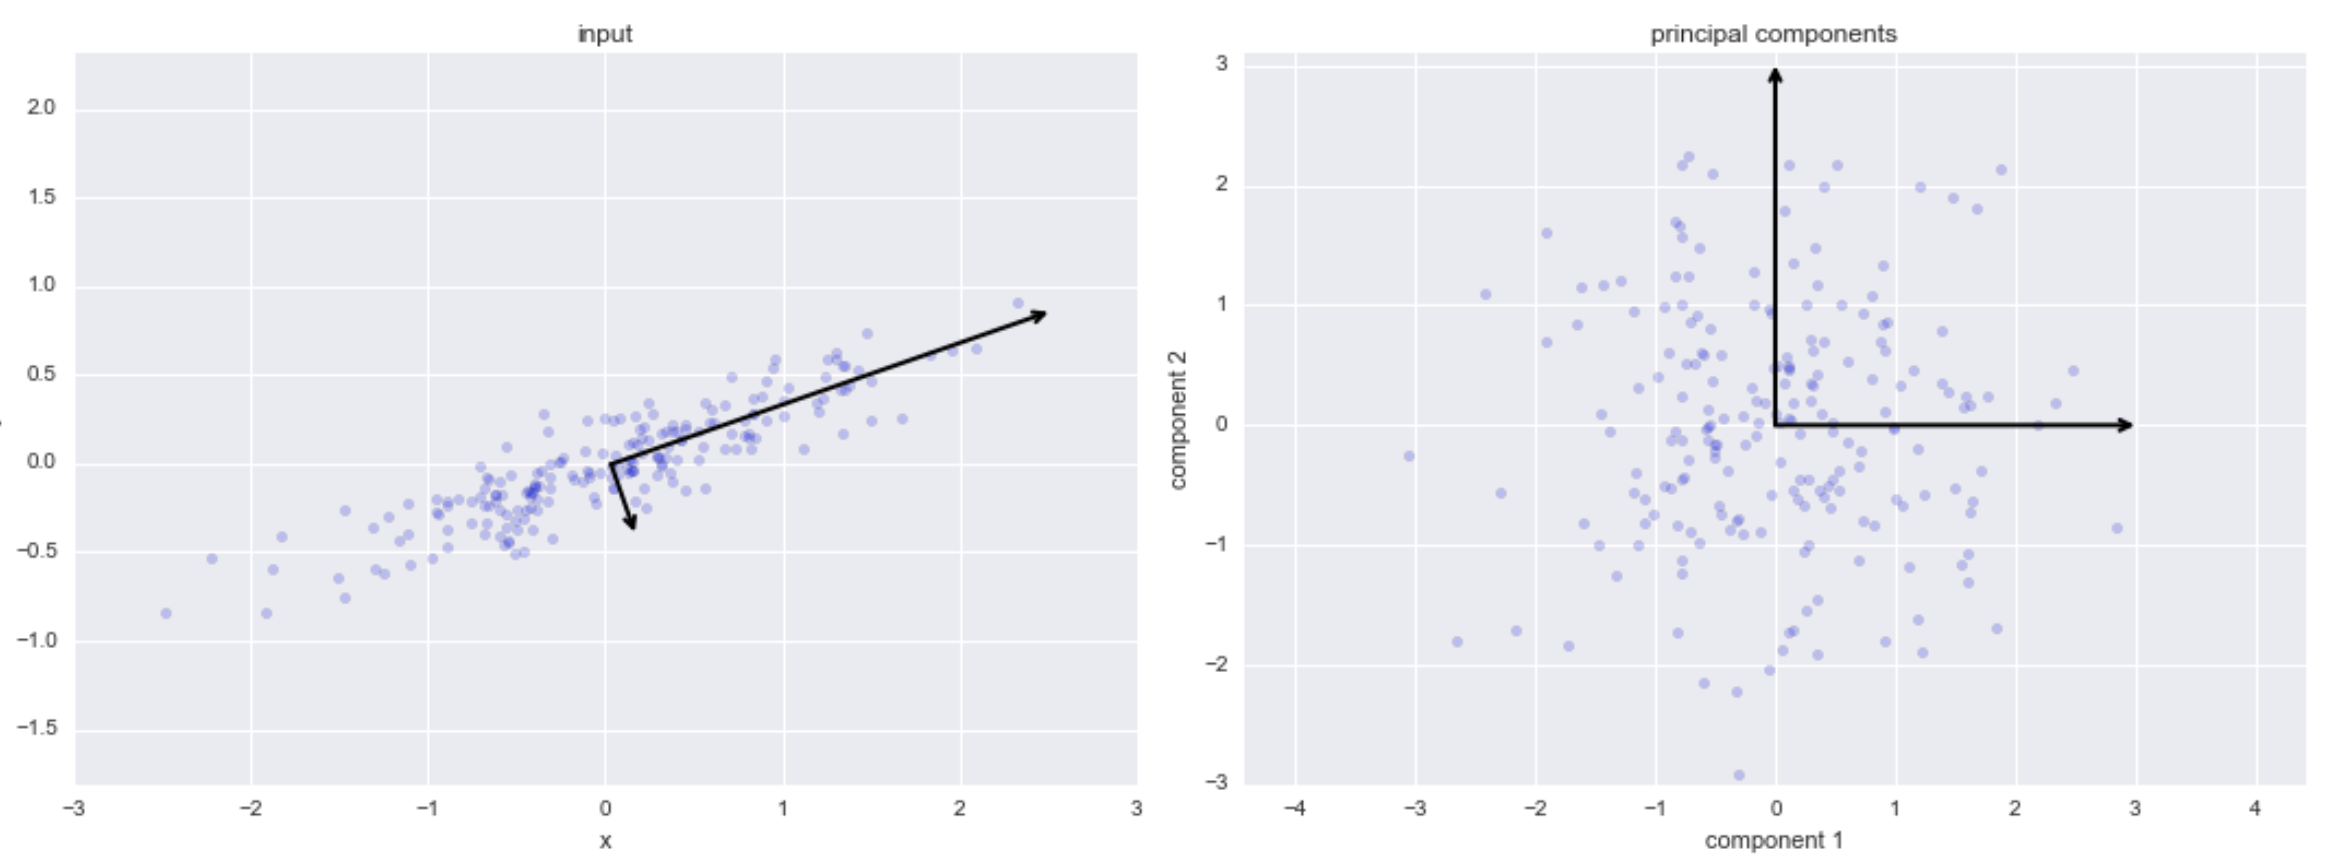 input
2.0
1.5
1.0
0.5
0.0
−0.5
−1.0
−1.5
−3 −2 −1 0 1 2 3
x
principal components
component 2
3
2
1
0
−1
−2
−3
−4 −3 −2 −1 0 1 2 3 4
component 1